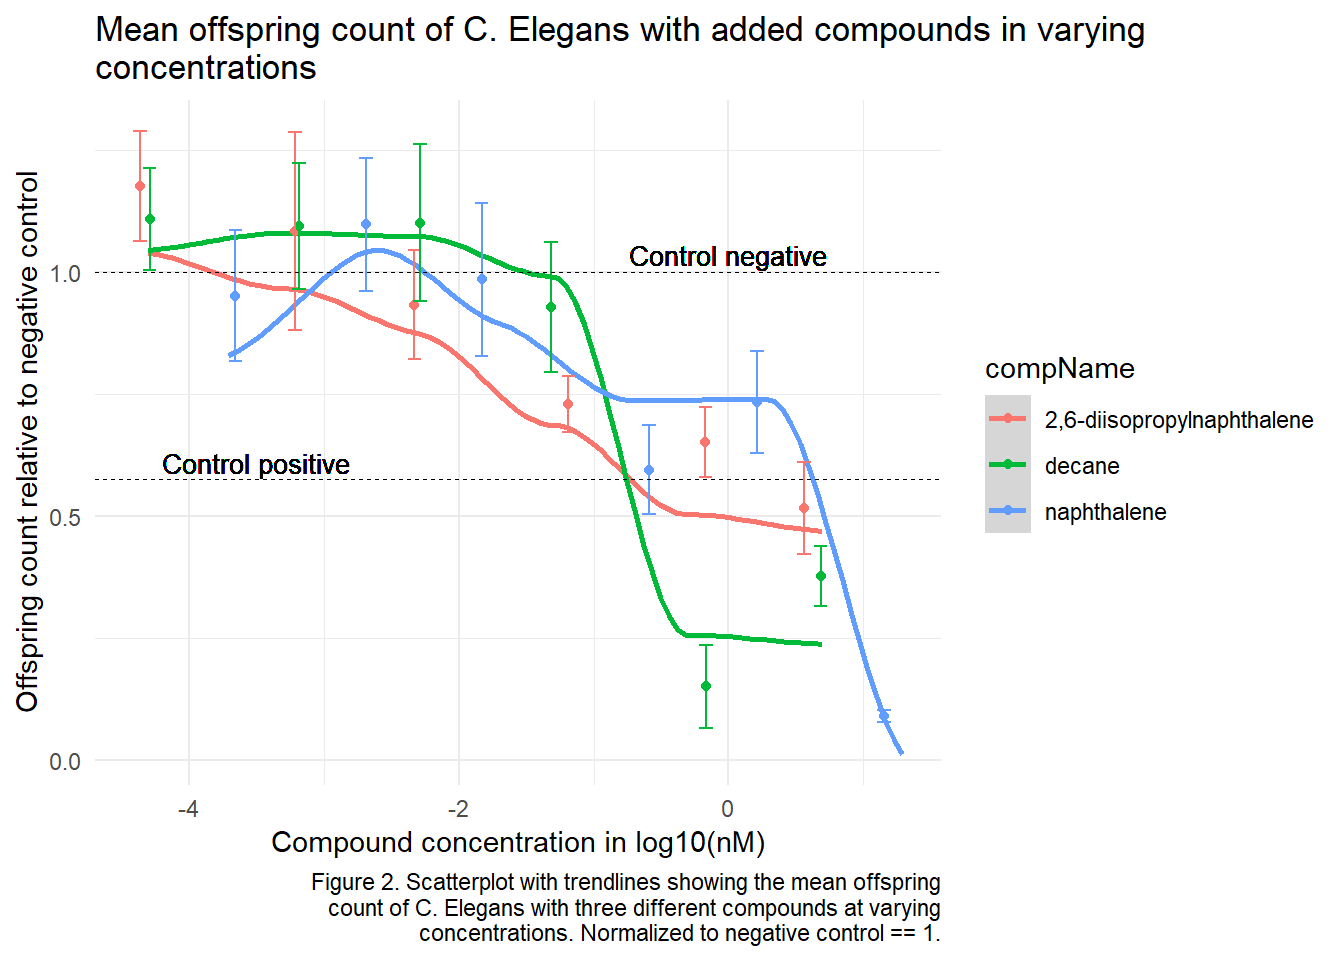 Mean offspring count of C. Elegans with added compounds in varying
concentrations
Offspring count relative to negative control
1.0
0.5
0.0
Control negative
Control positive
-4
-2
0
Compound concentration in log10(nM)
compName
2,6-diisopropylnaphthalene
decane
naphthalene
Figure 2. Scatterplot with trendlines showing the mean offspring
count of C. Elegans with three different compounds at varying
concentrations. Normalized to negative control == 1.